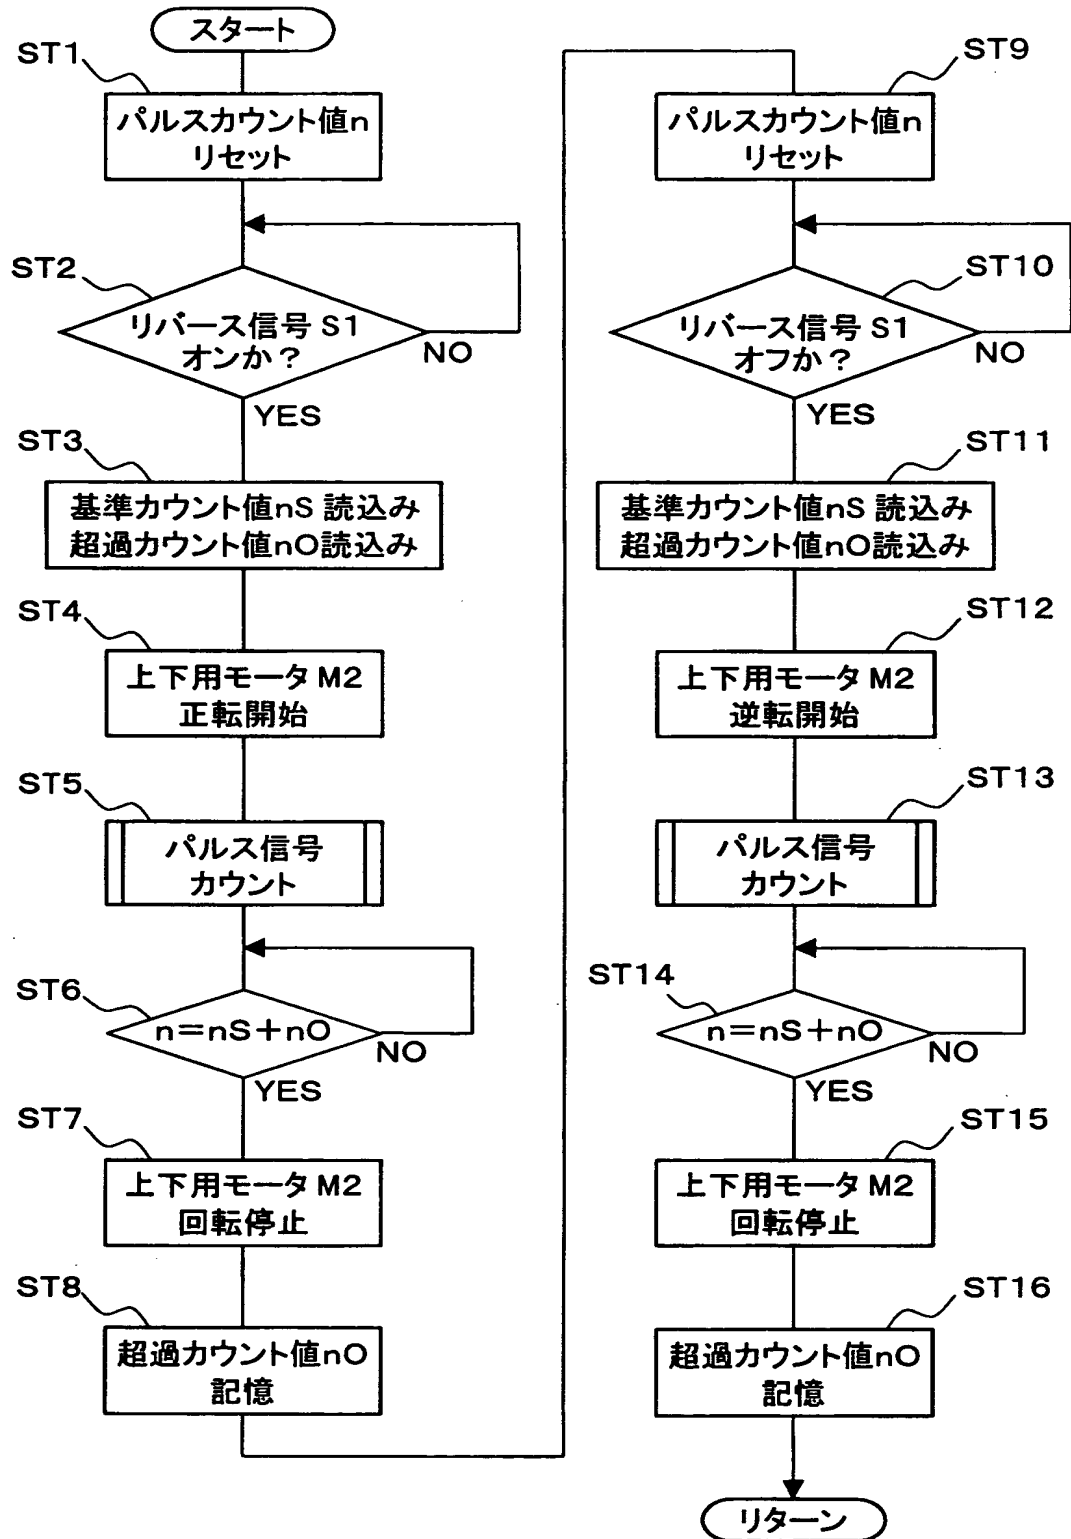 スタート
ST1
パルスカウント値n
リセット
ST2
リバース信号 S1
オンか？
NO
YES
ST3
基準カウント値nS 読込み
超過カウント値nO読込み
ST4
上下用モータ M2
正転開始
ST5
パルス信号
カウント
ST6
n=nS+nO
NO
YES
ST7
上下用モータ M2
回転停止
ST8
超過カウント値nO
記憶
ST9
パルスカウント値n
リセット
ST10
リバース信号 S1
オフか？
NO
YES
ST11
基準カウント値nS 読込み
超過カウント値nO読込み
ST12
上下用モータ M2
逆転開始
ST13
パルス信号
カウント
ST14
n=nS+nO
NO
YES
ST15
上下用モータ M2
回転停止
ST16
超過カウント値nO
記憶
リターン